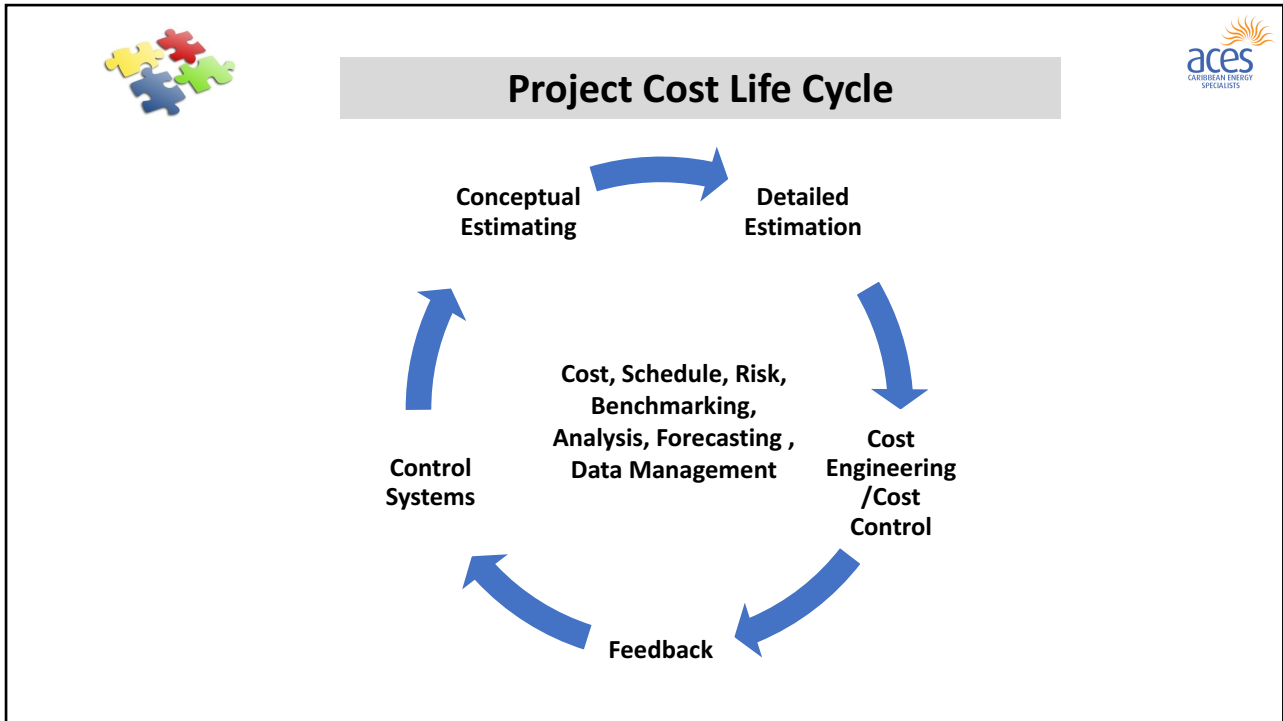 aces
CARIBBEAN ENERGY
SPECIALISTS
Project Cost Life Cycle
Conceptual
Estimating
Detailed
Estimation
Cost, Schedule, Risk,
Benchmarking,
Analysis, Forecasting ,
Data Management
Cost
Engineering
/Cost
Control
Control
Systems
Feedback